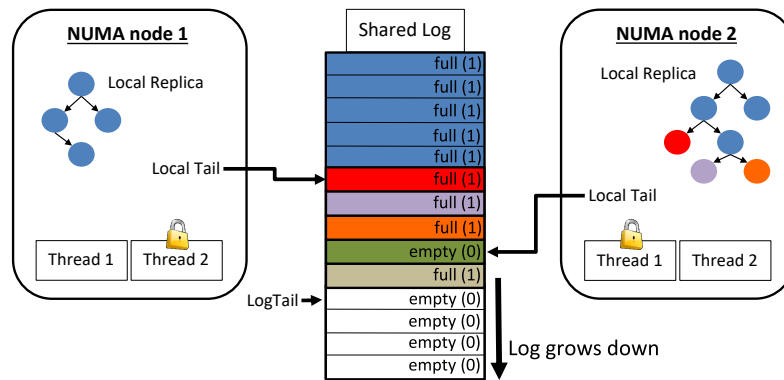 NUMA node 1
Local Replica
Local Tail
Thread 1
Thread 2
Shared Log
full (1)
full (1)
full (1)
full (1)
full (1)
full (1)
full (1)
full (1)
empty (0)
full (1)
empty (0)
empty (0)
empty (0)
empty (0)
LogTail
Log grows down
NUMA node 2
Local Replica
Local Tail
Thread 1
Thread 2